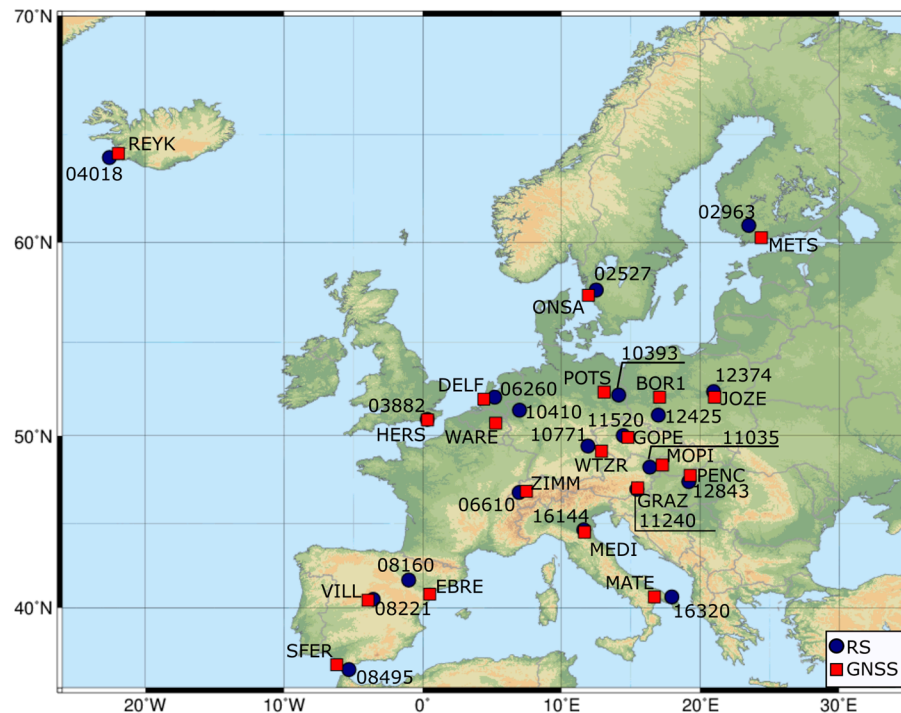 70˚N
REYK
04018
02963
60˚N
METS
02527
ONSA
10393
DELF
POTS
12374
06260
BOR1
JOZE
03882
10410
11520
12425
HERS
WARE
50˚N
10771
GOPE
11035
WTZR
MOPI
ZIMM
PENC
06610
GRAZ
12843
16144
11240
MEDI
08160
VILL
EBRE
MATE
40˚N
08221
16320
SFER
RS
08495
GNSS
20˚W
10˚W
0˚
10˚E
20˚E
30˚E